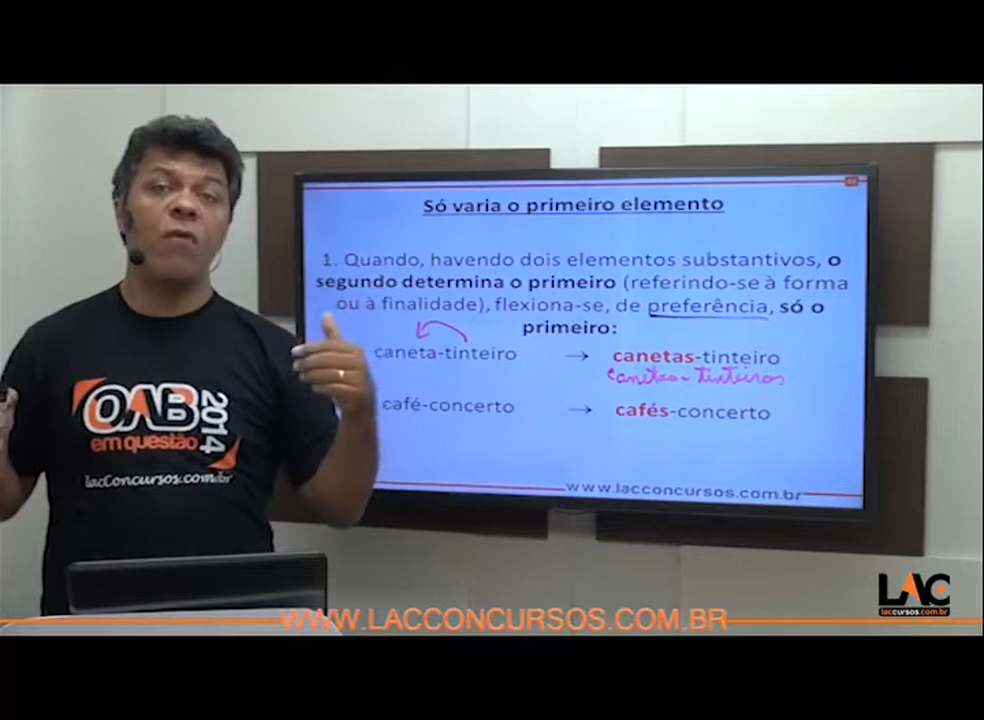 Só varia o primeiro elemento
1. Quando, havendo dois elementos substantivos, o
segundo determina o primeiro (referindo-se à forma
ou à finalidade), flexiona-se, de preferência, só o
primeiro:
caneta-tinteiro → canetas-tinteiro
canetas-tinteiros
café-concerto → cafés-concerto
www.lacconcursos.com.br
OAB 2014
em questão
lacConcursos.com.br
LAC
laccursos.com.br
WWW.LACCONCURSOS.COM.BR